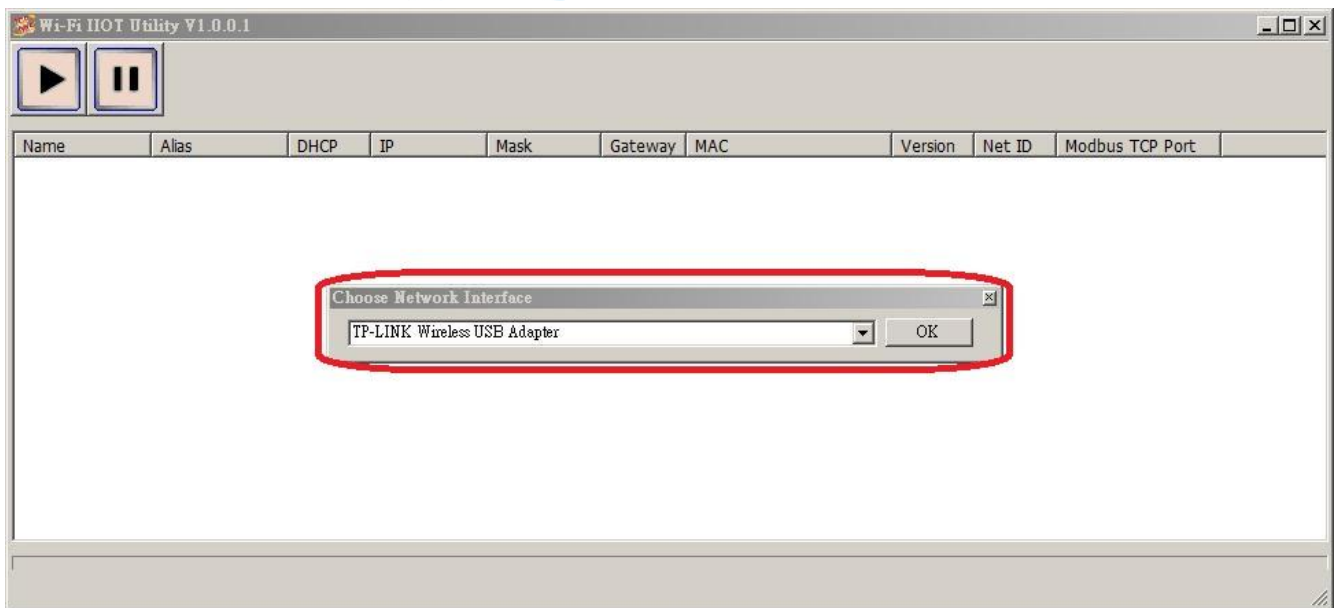 Wi-Fi IIOT Utility V1.0.0.1
Name Alias DHCP IP Mask Gateway MAC Version Net ID Modbus TCP Port
Choose Network Interface
TP-LINK Wireless USB Adapter OK